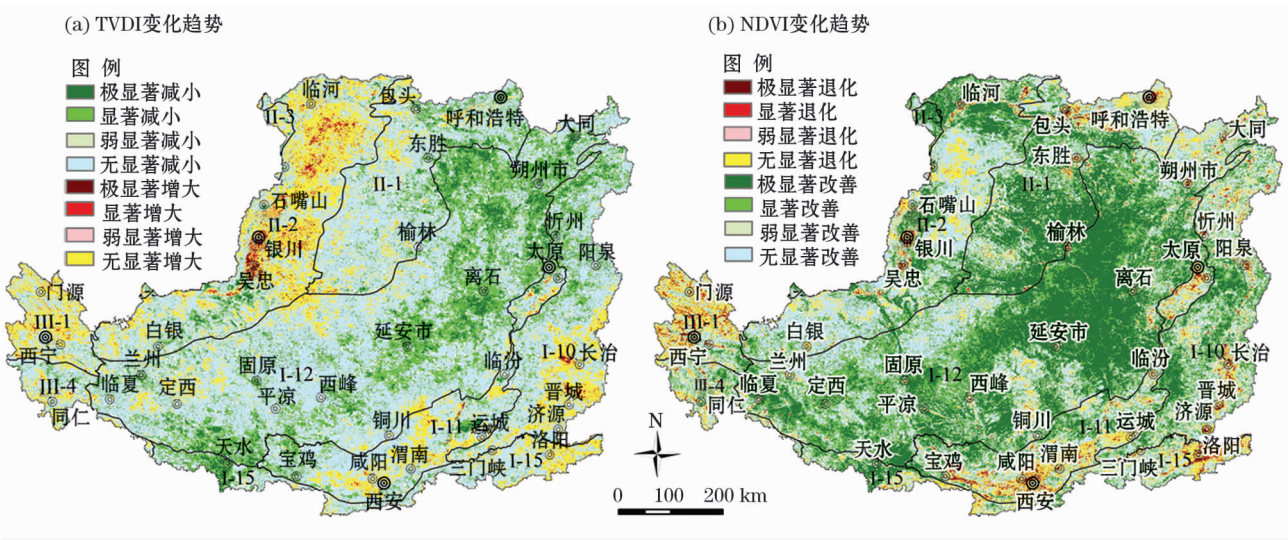 (a) TVDI变化趋势
图 例
极显著减小
显著减小
弱显著减小
无显著减小
极显著增大
显著增大
弱显著增大
无显著增大
临河
包头
呼和浩特
II-3
大同
东胜
II-1
朔州市
石嘴山
II-2
忻州
银川
榆林
太原
阳泉
吴忠
离石
门源
III-1
白银
延安市
西宁
兰州
I-10
长治
固原
临汾
III-4
临夏
定西
I-12
西峰
晋城
同仁
平凉
济源
铜川
I-11
运城
天水
洛阳
宝鸡
咸阳
渭南
三门峡
I-15
I-15
西安
N
0 100 200 km
(b) NDVI变化趋势
图 例
极显著退化
显著退化
弱显著退化
无显著退化
极显著改善
显著改善
弱显著改善
无显著改善
临河
II-3
包头
呼和浩特
大同
东胜
II-1
朔州市
石嘴山
II-2
忻州
银川
榆林
太原
阳泉
吴忠
离石
门源
III-1
白银
延安市
西宁
兰州
固原
临汾
I-10
长治
III-4
临夏
定西
I-12
西峰
晋城
同仁
平凉
济源
铜川
I-11
运城
天水
宝鸡
咸阳
渭南
三门峡
I-15
洛阳
I-15
西安